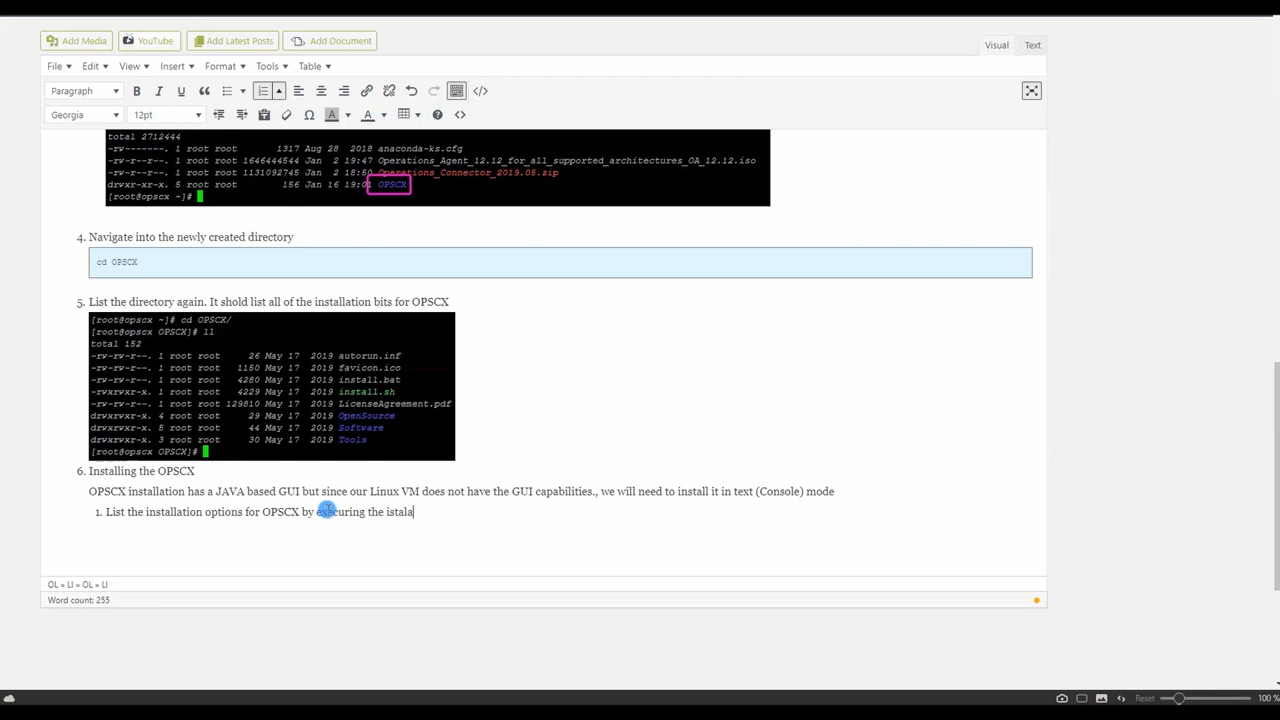 Add Media YouTube Add Latest Posts Add Document
Visual Text
File Edit View Insert Format Tools Table
Paragraph
Georgia 12pt
total 2712444
-rw-------. 1 root root 1317 Aug 28 2018 anaconda-ks.cfg
-rw-r--r--. 1 root root 1646444544 Jan 2 19:47 Operations_Agent_12.12_for_all_supported_architectures_OA_12.12.iso
-rw-r--r--. 1 root root 1131092745 Jan 2 18:50 Operations_Connector_2019.05.zip
drwxr-xr-x. 5 root root 156 Jan 16 19:01 OPSCX
[root@opscx ~]#
4. Navigate into the newly created directory
cd OPSCX
5. List the directory again. It shold list all of the installation bits for OPSCX
[root@opscx ~]# cd OPSCX/
[root@opscx OPSCX]# ll
total 152
-rw-rw-r--. 1 root root 26 May 17 2019 autorun.inf
-rw-rw-r--. 1 root root 1150 May 17 2019 favicon.ico
-rw-rw-r--. 1 root root 4280 May 17 2019 install.bat
-rwxrwxr-x. 1 root root 4229 May 17 2019 install.sh
-rw-rw-r--. 1 root root 129810 May 17 2019 LicenseAgreement.pdf
drwxrwxr-x. 4 root root 29 May 17 2019 OpenSource
drwxrwxr-x. 5 root root 44 May 17 2019 Software
drwxrwxr-x. 3 root root 30 May 17 2019 Tools
[root@opscx OPSCX]#
6. Installing the OPSCX
OPSCX installation has a JAVA based GUI but since our Linux VM does not have the GUI capabilities., we will need to install it in text (Console) mode
1. List the installation options for OPSCX by execuring the istala
OL » LI » OL » LI
Word count: 255
Reset 100 %